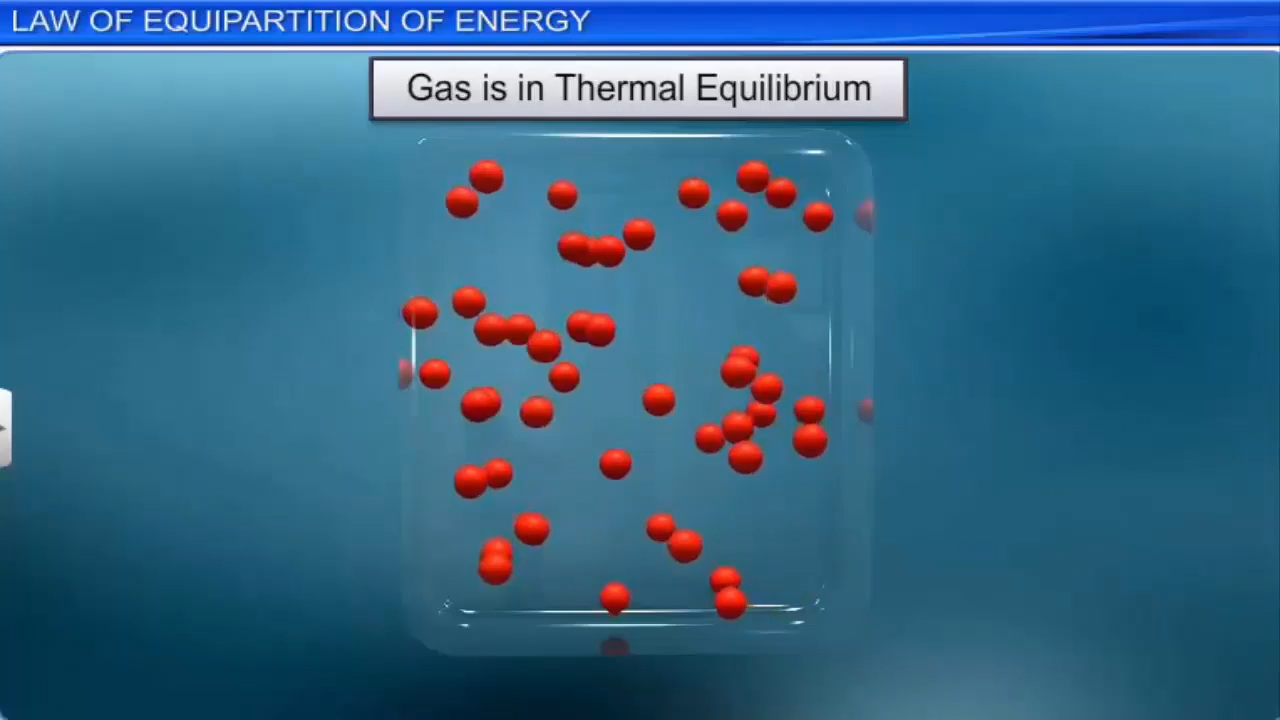 LAW OF EQUIPARTITION OF ENERGY
Gas is in Thermal Equilibrium